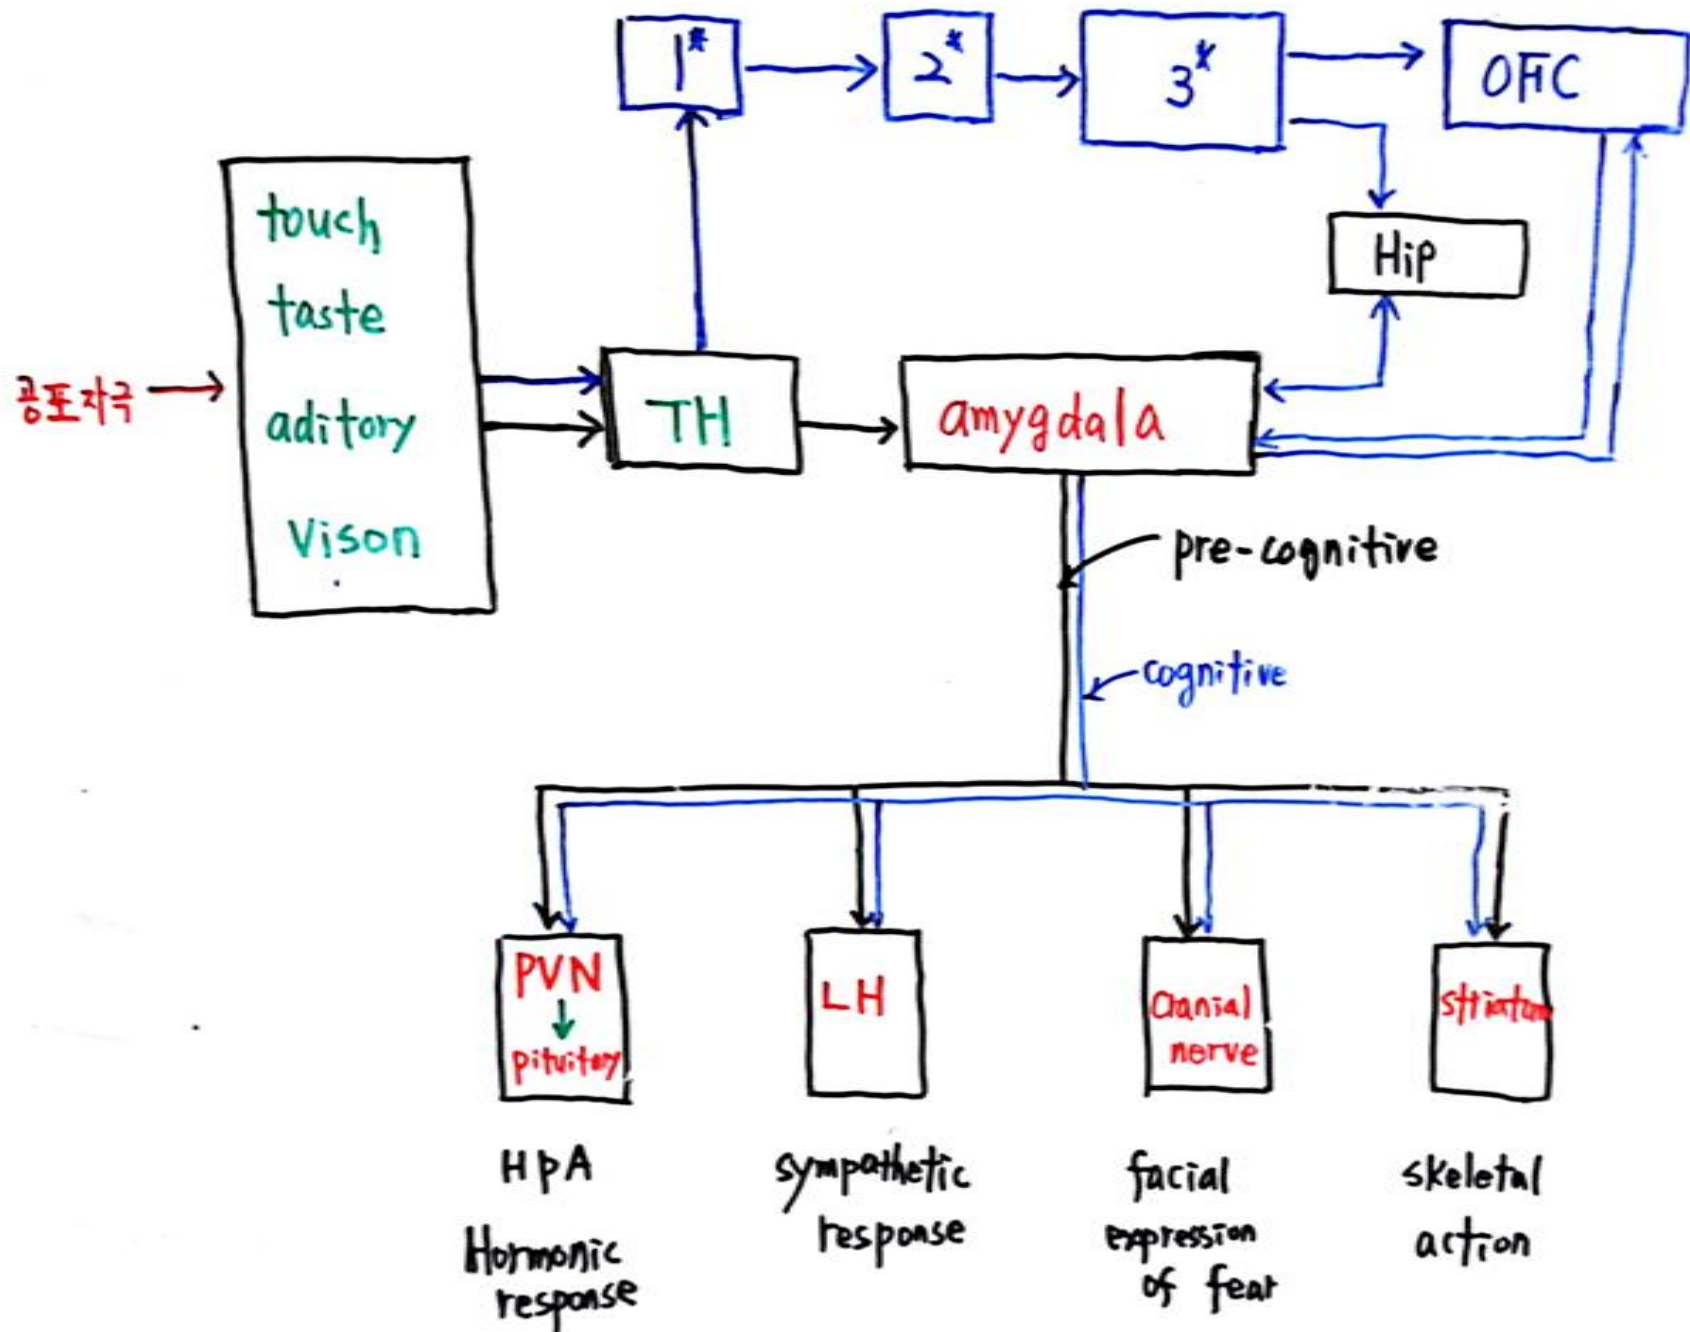 1*
2*
3*
OFC
touch
taste
aditory
vison
공포자극
TH
amygdala
Hip
pre-cognitive
cognitive
PVN
pituitary
LH
cranial
nerve
striatum
HpA
Hormonic
response
sympathetic
response
facial
expression
of fear
skeletal
action